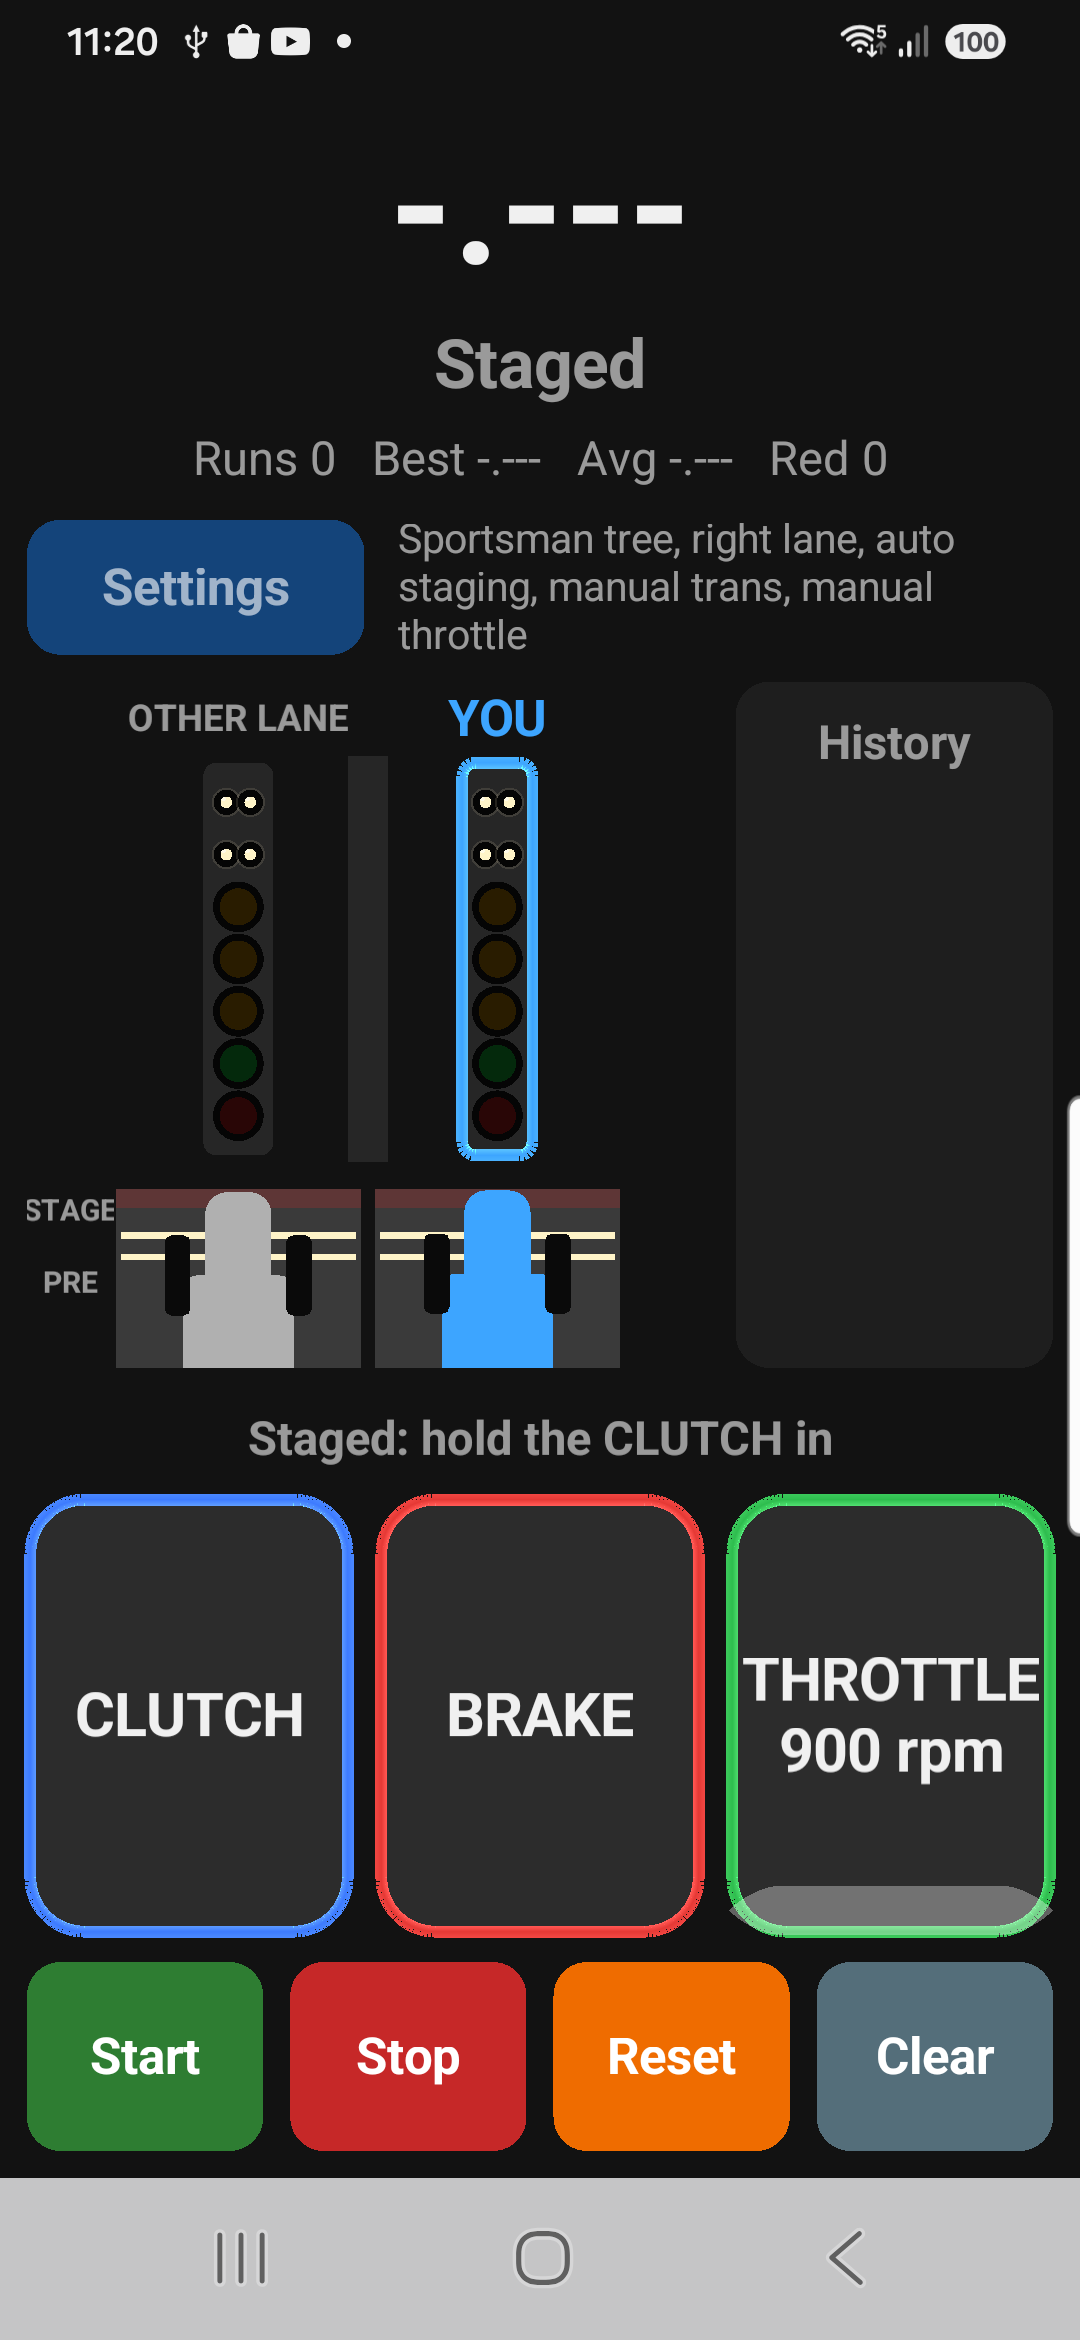 11:20
5
100
-.---
Staged
Runs 0 Best -.--- Avg -.--- Red 0
Settings
Sportsman tree, right lane, auto
staging, manual trans, manual
throttle
OTHER LANE
YOU
History
STAGE
PRE
Staged: hold the CLUTCH in
CLUTCH
BRAKE
THROTTLE
900 rpm
Start
Stop
Reset
Clear